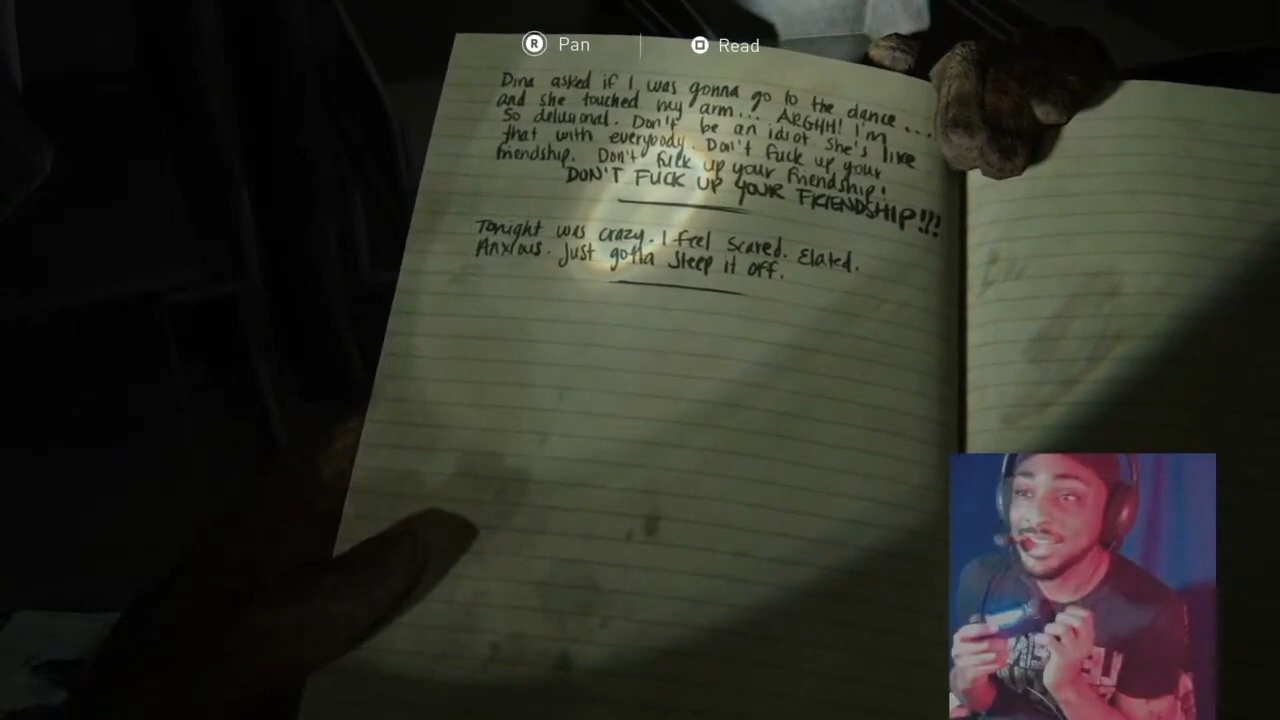 Pan
Read
Dina asked if I was gonna go to the dance...
and she touched my arm... ARGHH! I'm
so delusional. Don't be an idiot she's like
that with everybody. Don't fuck up your
friendship. Don't fuck up your friendship!
DON'T FUCK UP YOUR FRIENDSHIP!!!
Tonight was crazy. I feel scared. Elated.
Anxious. Just gotta sleep it off.